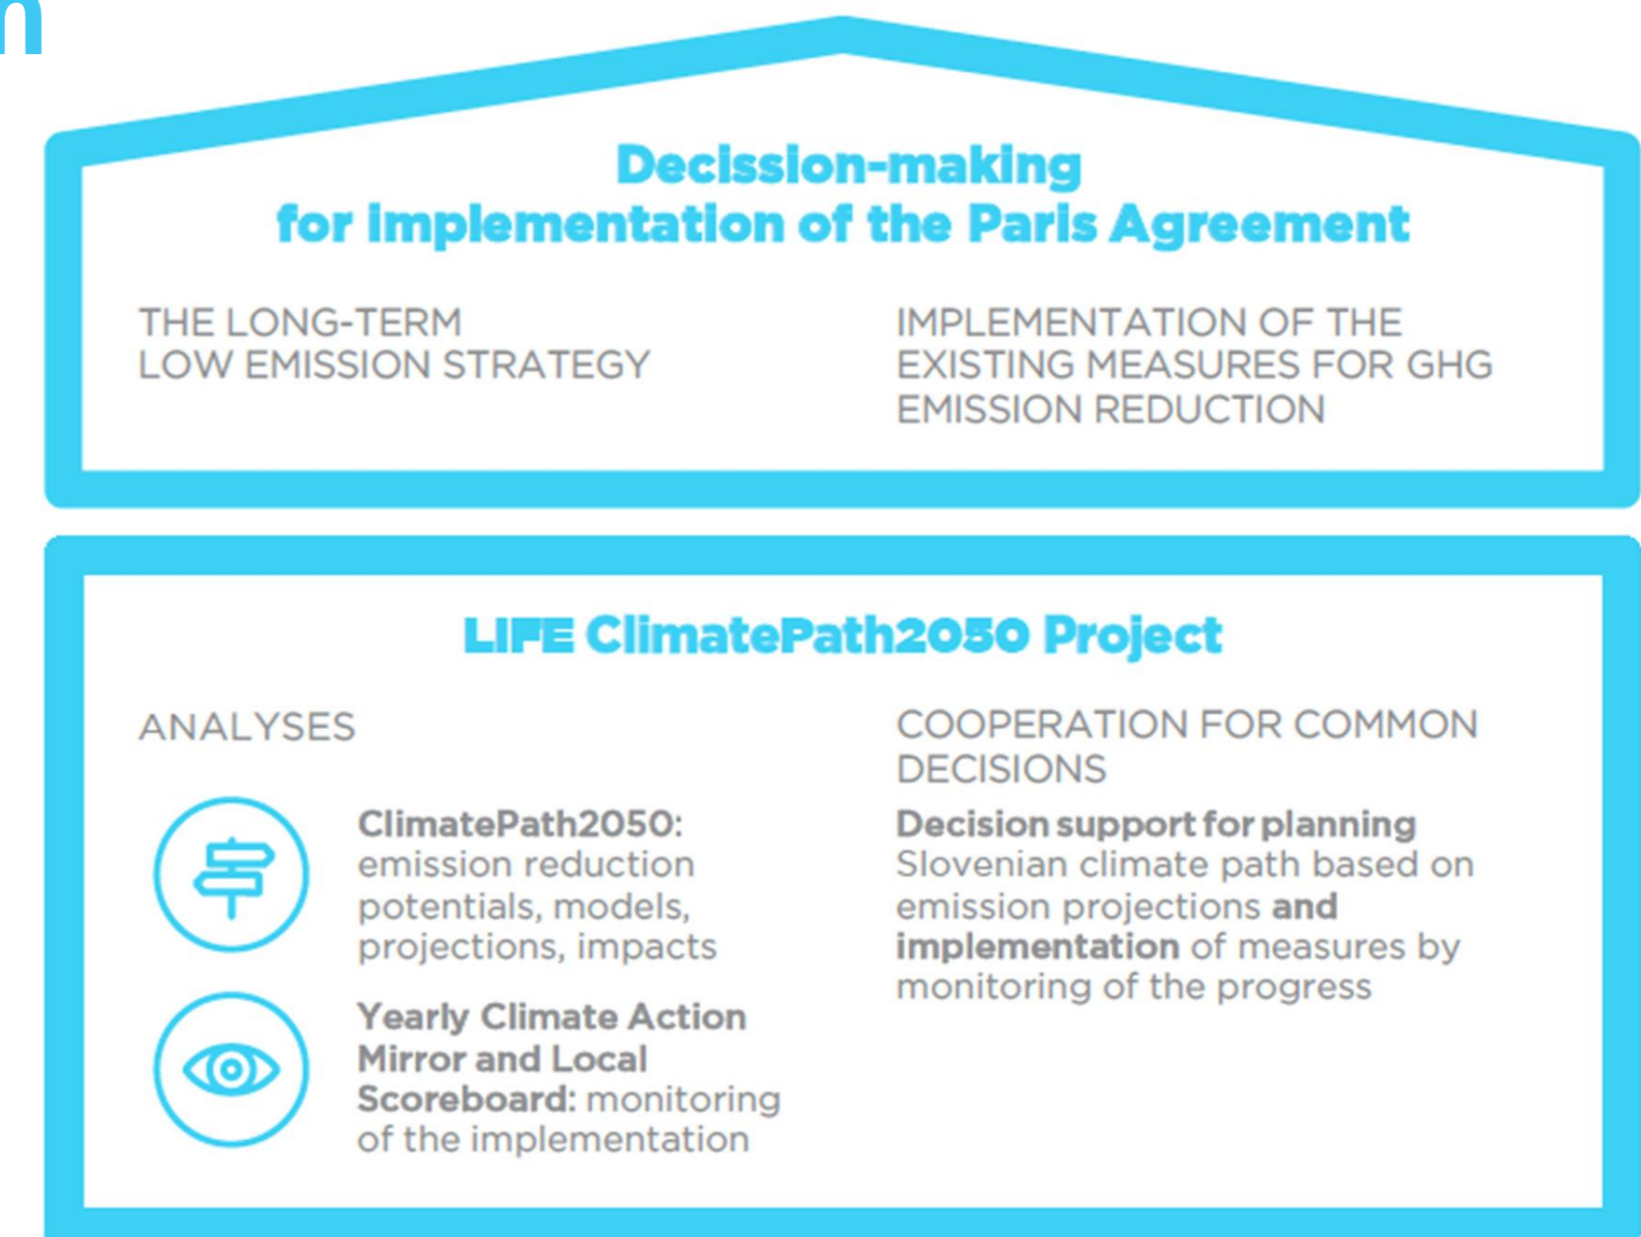 n
Decission-making
for implementation of the Paris Agreement
THE LONG-TERM
LOW EMISSION STRATEGY
IMPLEMENTATION OF THE
EXISTING MEASURES FOR GHG
EMISSION REDUCTION
LIFE ClimatePath2050 Project
ANALYSES
ClimatePath2050:
emission reduction
potentials, models,
projections, impacts
Yearly Climate Action
Mirror and Local
Scoreboard: monitoring
of the implementation
COOPERATION FOR COMMON
DECISIONS
Decision support for planning
Slovenian climate path based on
emission projections and
implementation of measures by
monitoring of the progress